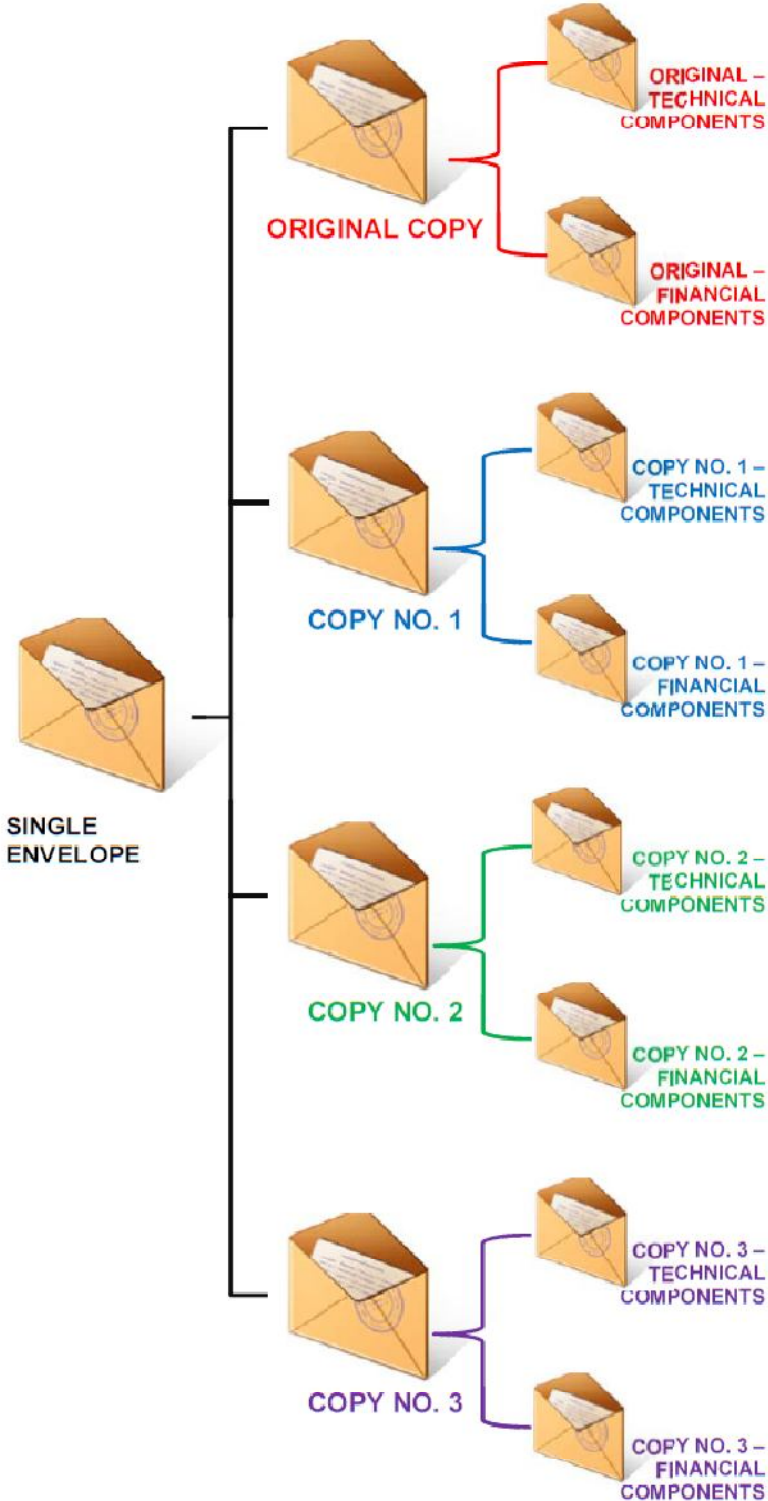 ORIGINAL –
TECHNICAL
COMPONENTS
ORIGINAL COPY
ORIGINAL –
FINANCIAL
COMPONENTS
COPY NO. 1 –
TECHNICAL
COMPONENTS
COPY NO. 1
COPY NO. 1 –
FINANCIAL
COMPONENTS
SINGLE
ENVELOPE
COPY NO. 2 –
TECHNICAL
COMPONENTS
COPY NO. 2
COPY NO. 2 –
FINANCIAL
COMPONENTS
COPY NO. 3 –
TECHNICAL
COMPONENTS
COPY NO. 3
COPY NO. 3 –
FINANCIAL
COMPONENTS